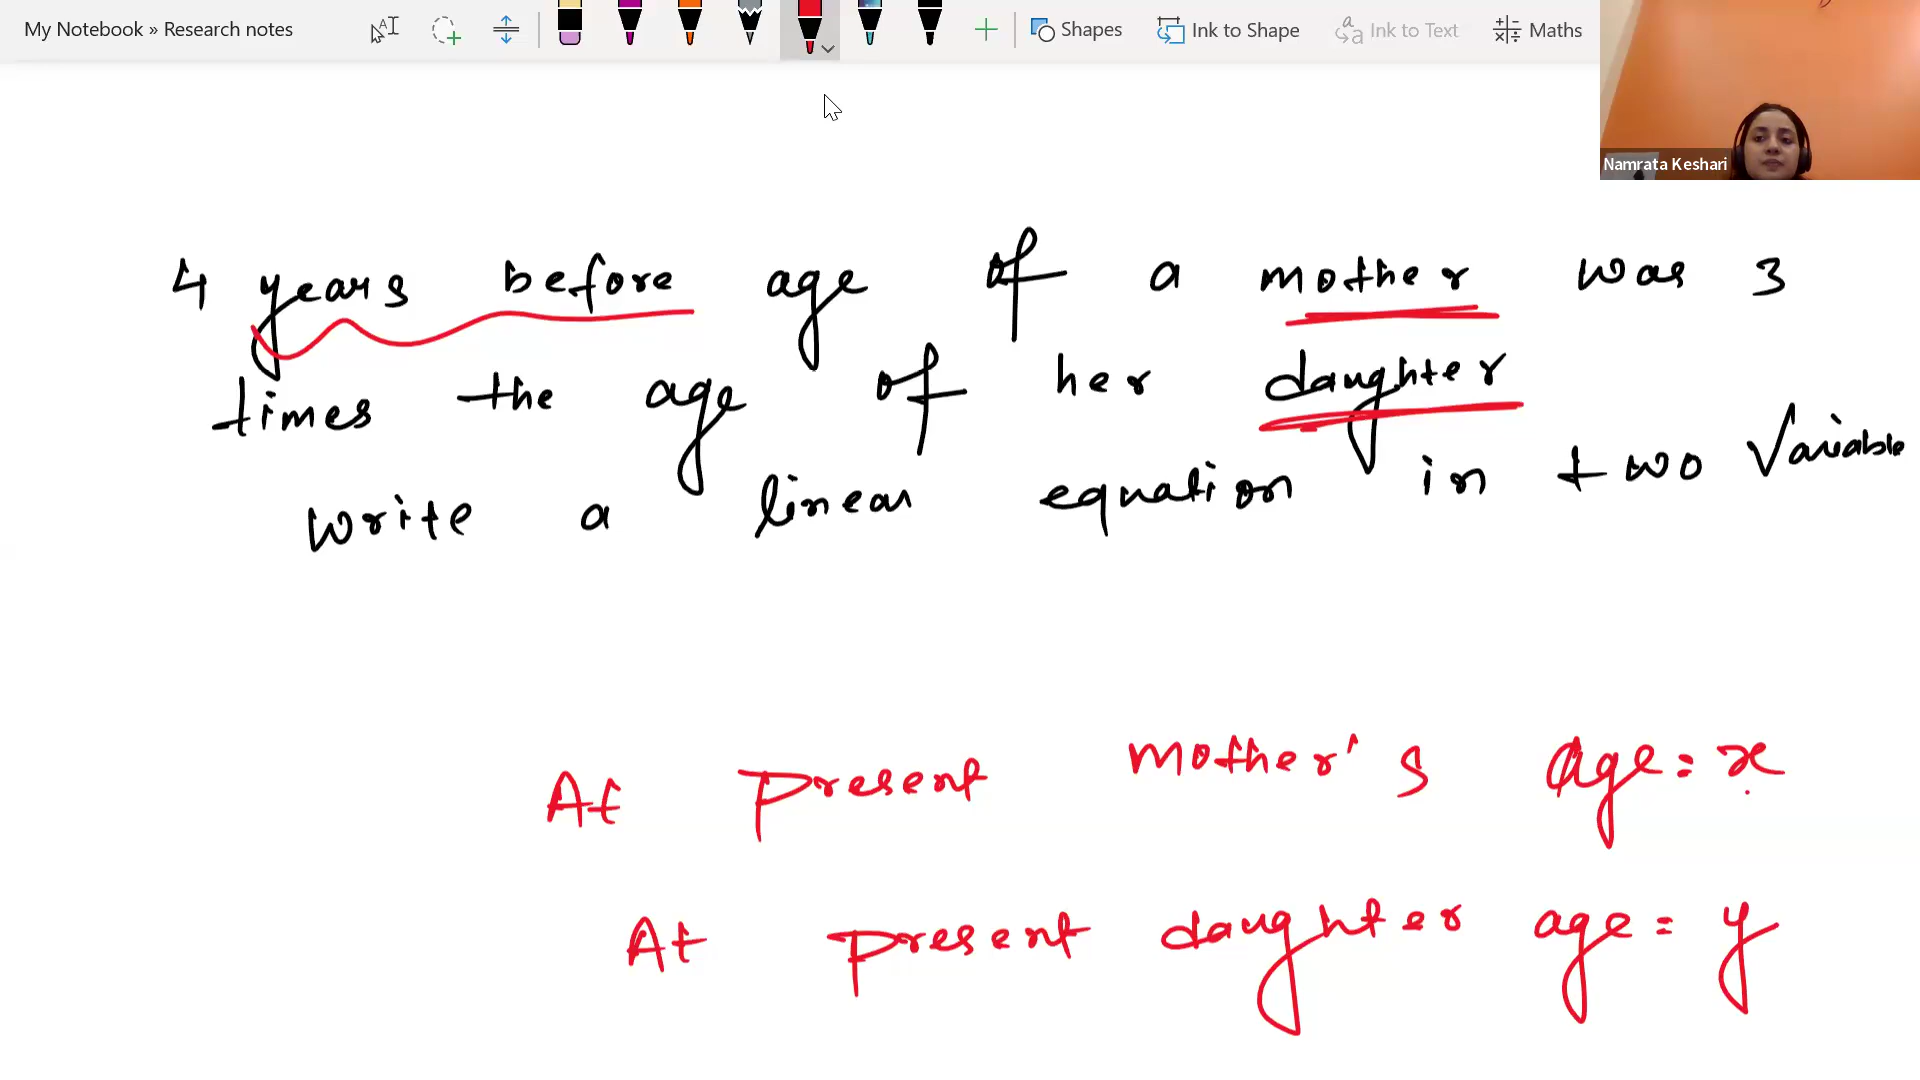 My Notebook » Research notes
Shapes
Ink to Shape
Ink to Text
Maths
Namrata Keshari
4 years before age of a mother was 3
times the age of her daughter
write a linear equation in two Variable
At present mother's age = x
At present daughter age = y